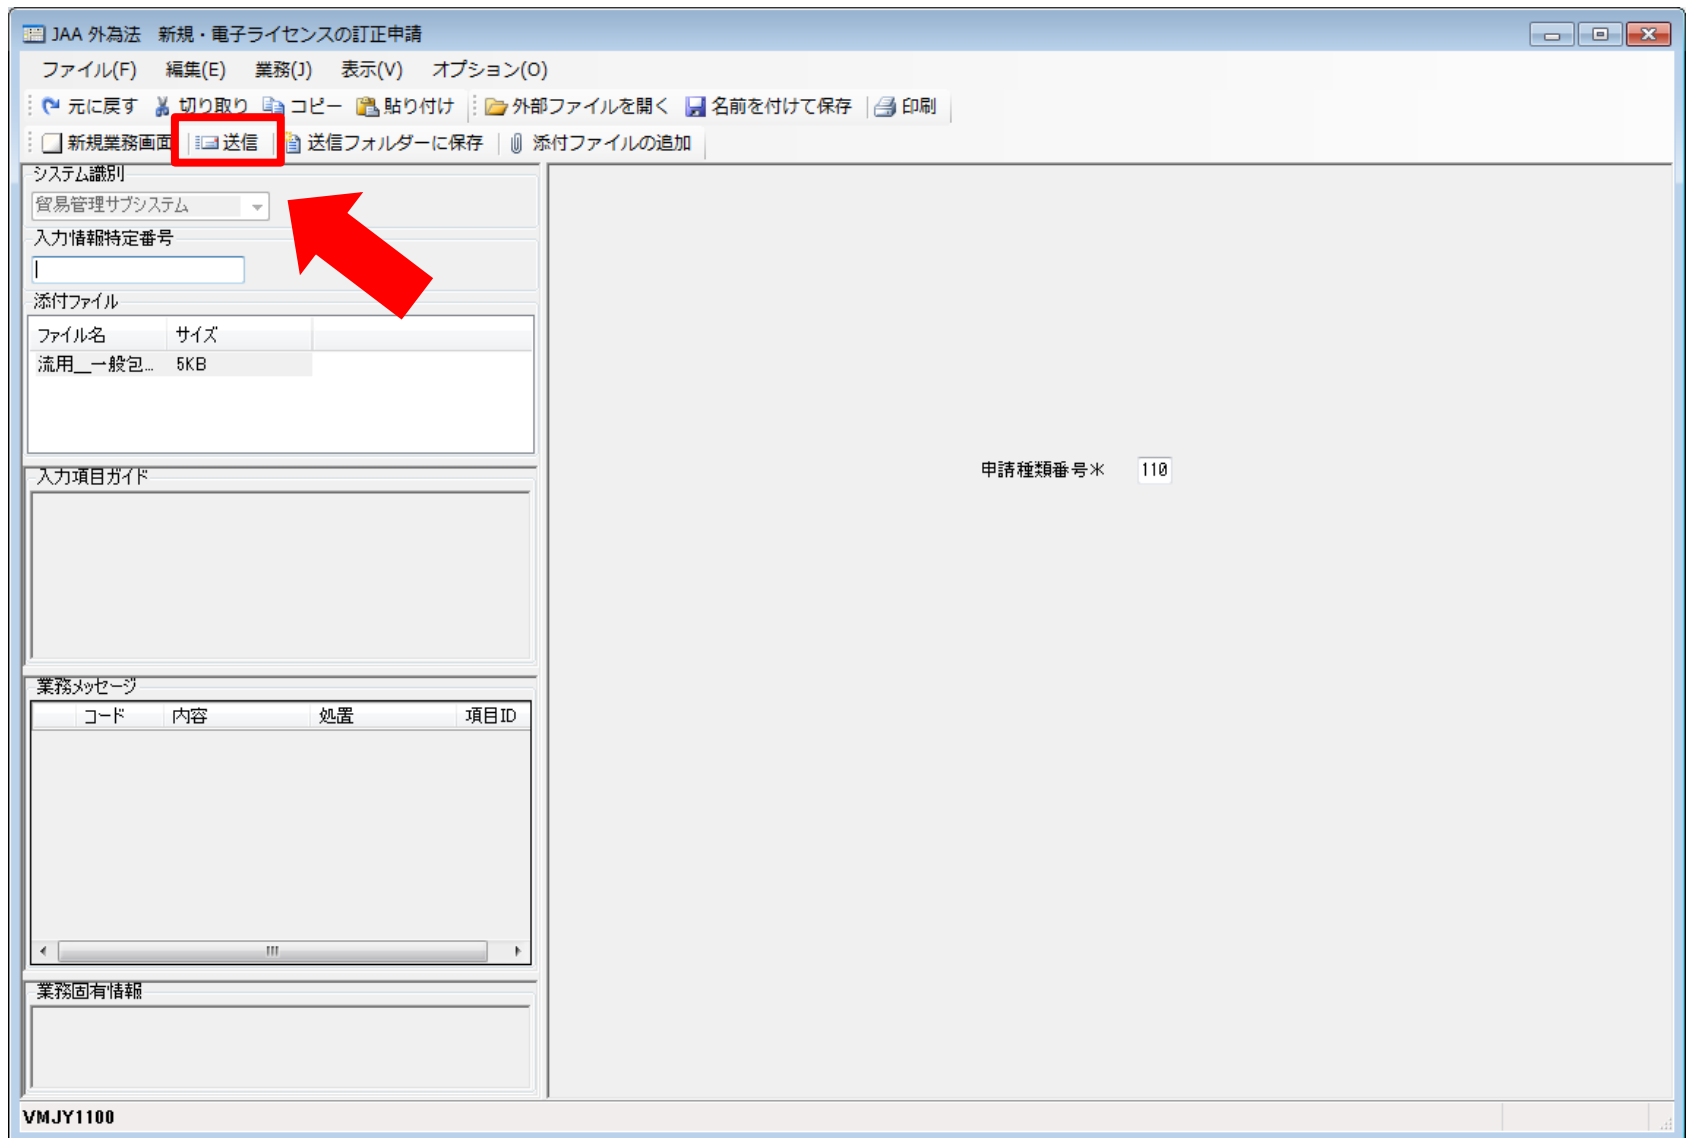 JAA 外為法　新規・電子ライセンスの訂正申請
ファイル(F) 編集(E) 業務(J) 表示(V) オプション(O)
元に戻す 切り取り コピー 貼り付け 外部ファイルを開く 名前を付けて保存 印刷
新規業務画面 送信 送信フォルダーに保存 添付ファイルの追加
システム識別
貿易管理サブシステム
入力情報特定番号
添付ファイル
ファイル名 サイズ
流用__一般包... 5KB
申請種類番号* 110
入力項目ガイド
業務メッセージ
コード 内容 処置 項目ID
業務固有情報
VMJY1100